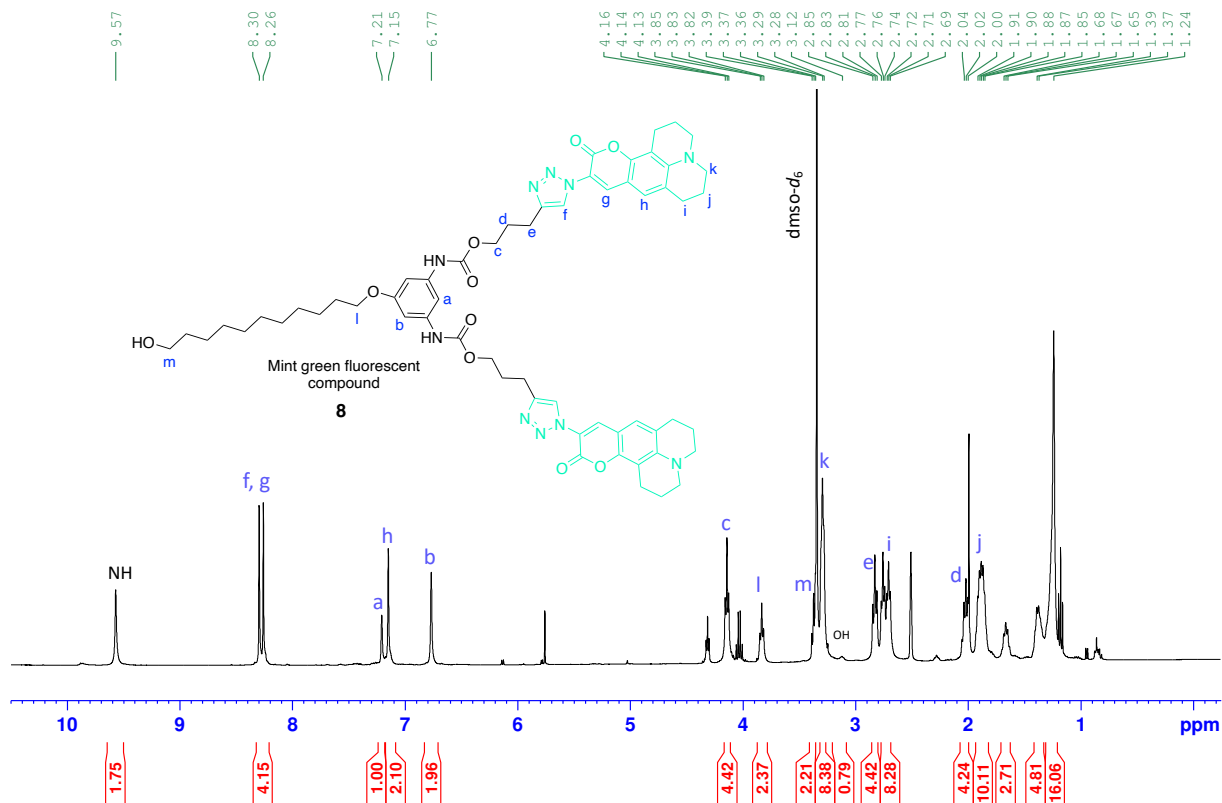 9.57
8.30
8.26
7.21
7.15
6.77
4.16
4.14
4.13
3.85
3.83
3.82
3.39
3.37
3.36
3.29
3.28
3.12
2.85
2.83
2.81
2.77
2.76
2.74
2.72
2.71
2.69
2.04
2.02
2.00
1.91
1.90
1.88
1.87
1.85
1.68
1.67
1.65
1.39
1.37
1.24
O
O
N
N
N
N
k
g
h
f
i
j
d
e
O
c
NH
O
O
l
a
b
NH
O
HO
m
O
Mint green fluorescent
compound
8
N
N
N
O
O
N
dmso-d6
f, g
NH
a
h
b
c
l
m
k
OH
e
i
d
j
10 9 8 7 6 5 4 3 2 1 ppm
1.75
4.15
1.00
2.10
1.96
4.42
2.37
2.21
8.38
0.79
4.42
8.28
4.24
10.11
2.71
4.81
16.06